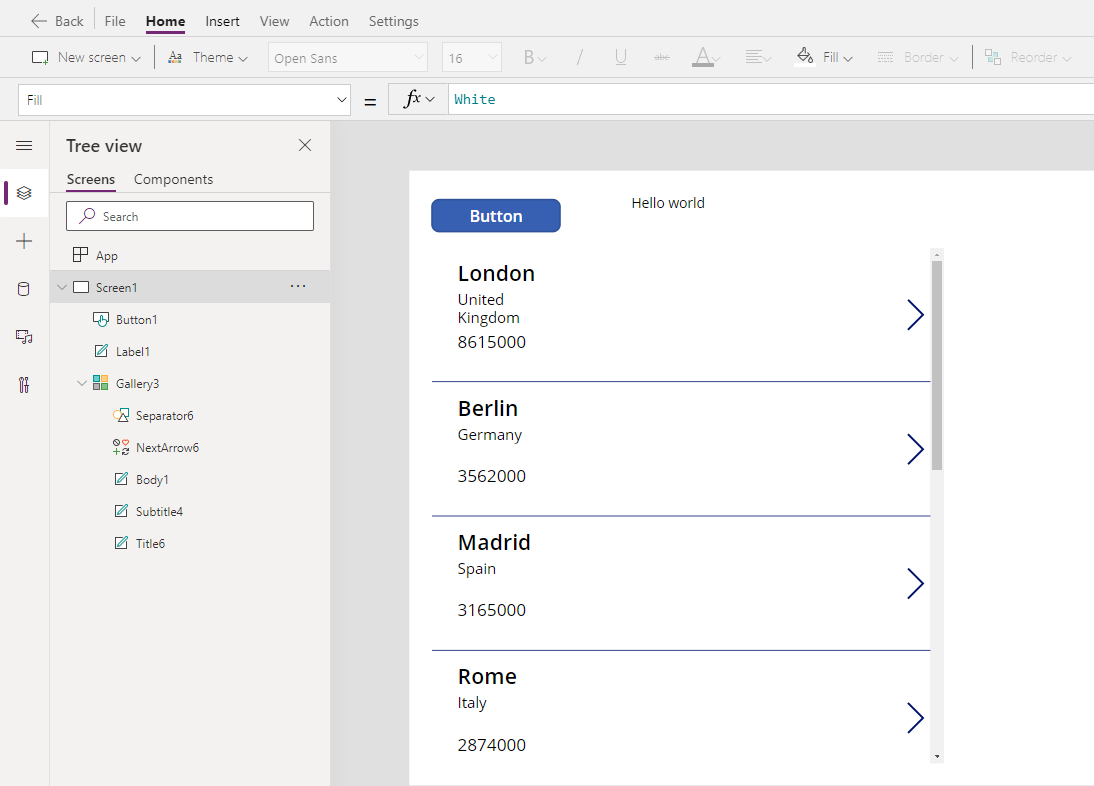 Back File Home Insert View Action Settings
New screen Aa Theme Open Sans 16 B / U abc A Fill Border Reorder
Fill = fx White
Tree view
Screens Components
Search
App
Screen1 ...
Button1
Label1
Gallery3
Separator6
NextArrow6
Body1
Subtitle4
Title6
Button
Hello world
London
United
Kingdom
8615000
Berlin
Germany
3562000
Madrid
Spain
3165000
Rome
Italy
2874000